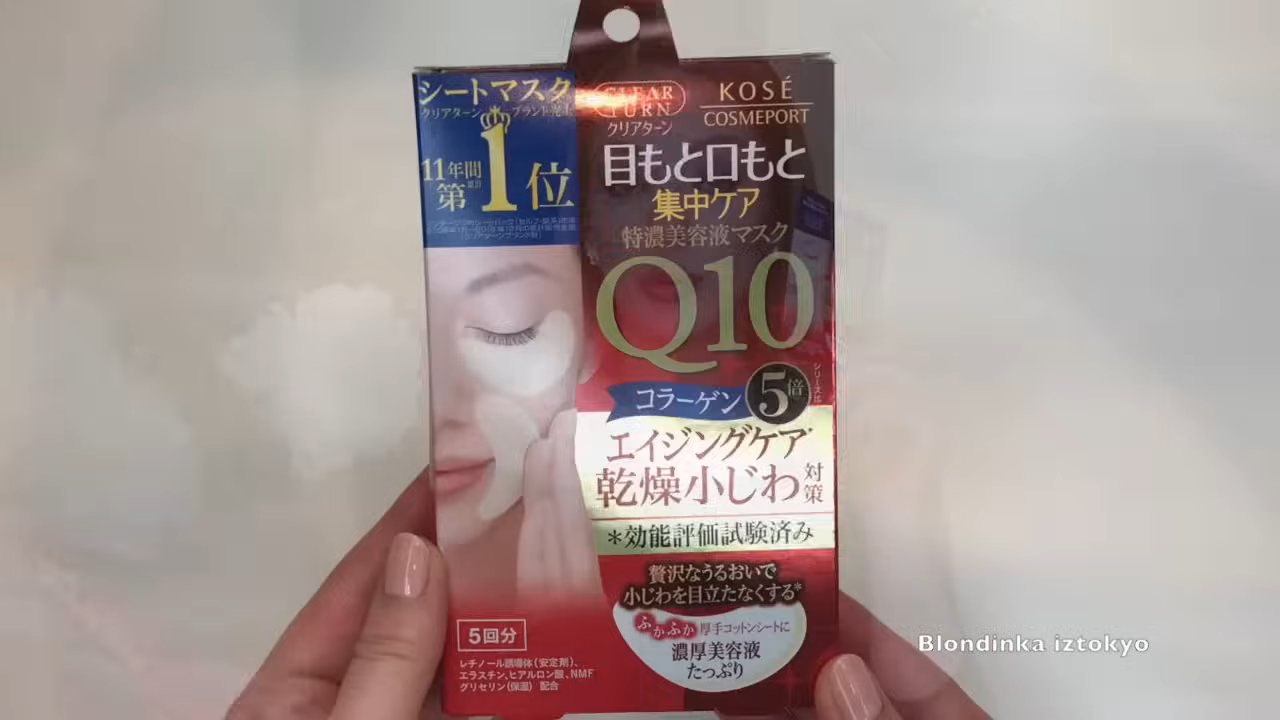 シートマスク
クリアターン ブランド売上
11年間
累計
第1位
CLEAR
TURN
クリアターン
KOSÉ
COSMEPORT
目もと口もと
集中ケア
特濃美容液マスク
Q10
コラーゲン5倍
エイジングケア*
乾燥小じわ対策
*効能評価試験済み
贅沢なうるおいで
小じわを目立たなくする*
ふかふか厚手コットンシートに
濃厚美容液
たっぷり
5回分
レチノール誘導体(安定剤)、
エラスチン、ヒアルロン酸、NMF
グリセリン(保湿) 配合
Blondinka iztokyo